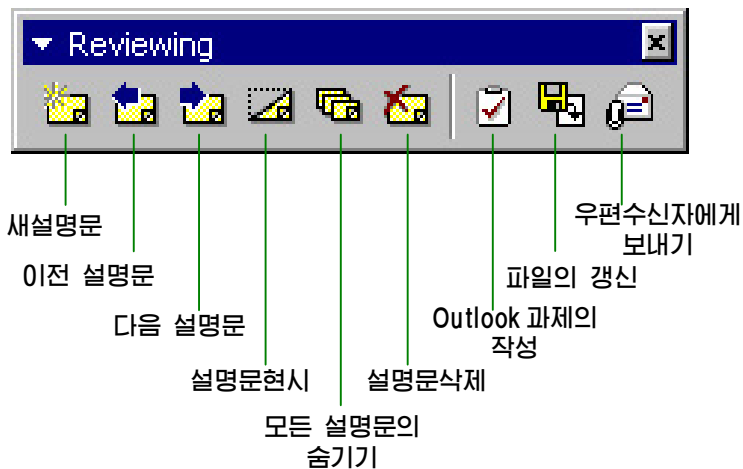 Reviewing
새설명문
이전 설명문
다음 설명문
설명문현시
모든 설명문의
숨기기
설명문삭제
Outlook 과제의
작성
파일의 갱신
우편수신자에게
보내기